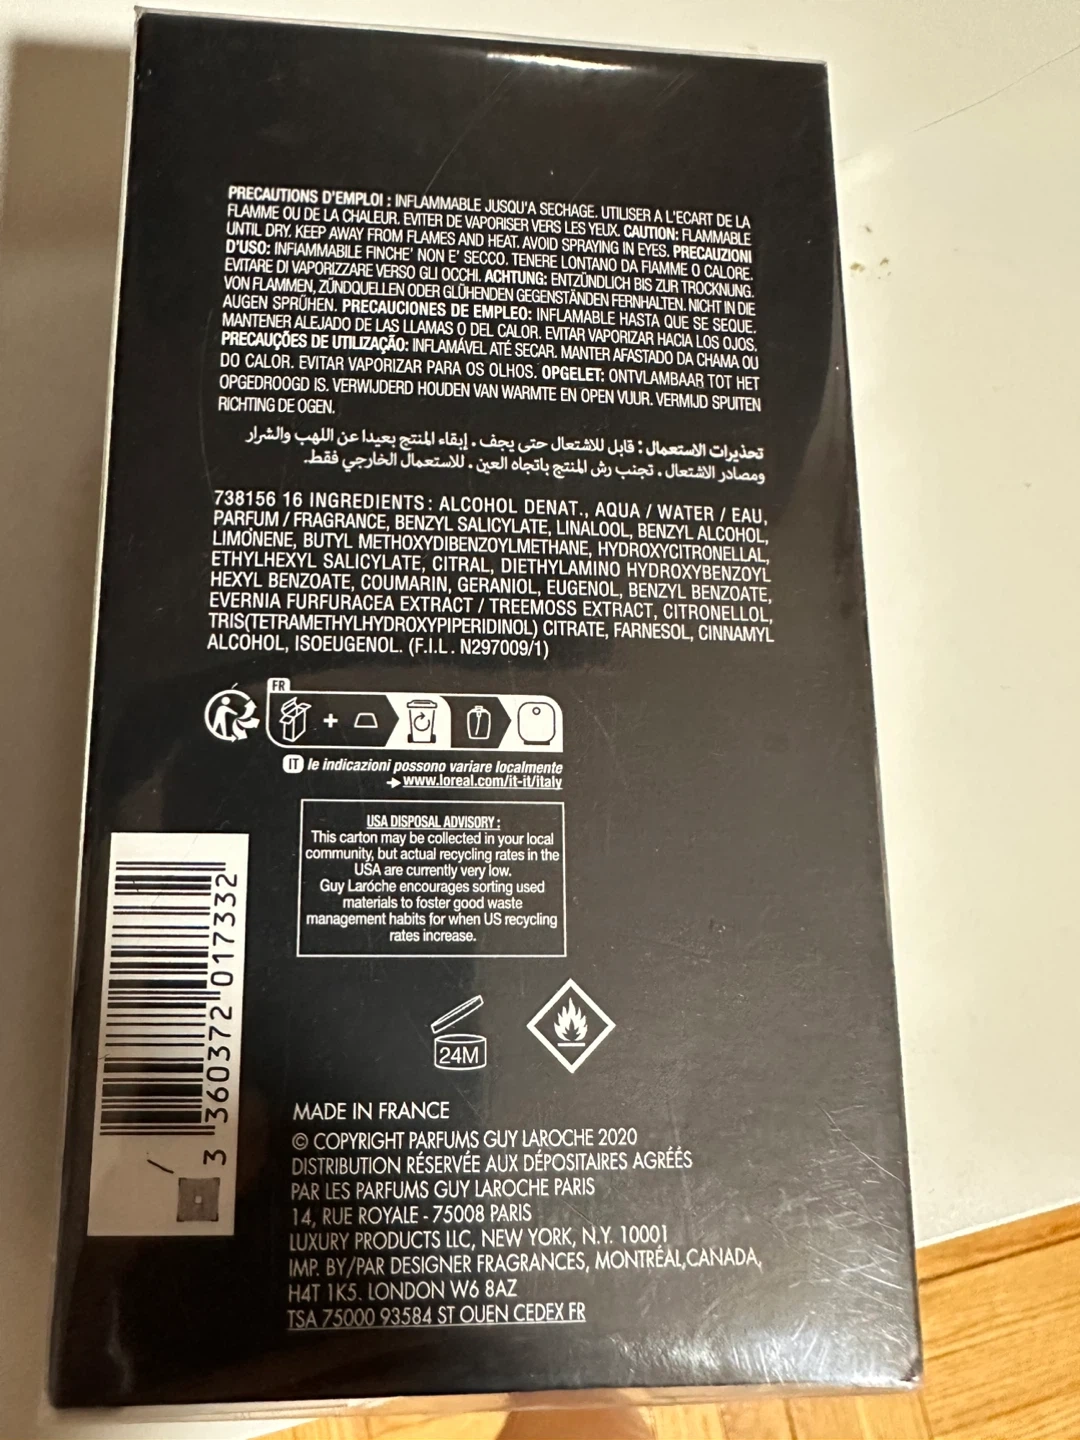 PRECAUTIONS D'EMPLOI : INFLAMMABLE JUSQU'A SECHAGE. UTILISER A L'ECART DE LA
FLAMME OU DE LA CHALEUR. EVITER DE VAPORISER VERS LES YEUX. CAUTION: FLAMMABLE
UNTIL DRY. KEEP AWAY FROM FLAMES AND HEAT. AVOID SPRAYING IN EYES. PRECAUZIONI
D'USO: INFIAMMABILE FINCHE' NON E' SECCO. TENERE LONTANO DA FIAMME O CALORE.
EVITARE DI VAPORIZZARE VERSO GLI OCCHI. ACHTUNG: ENTZÜNDLICH BIS ZUR TROCKNUNG.
VON FLAMMEN, ZÜNDQUELLEN ODER GLÜHENDEN GEGENSTÄNDEN FERNHALTEN. NICHT IN DIE
AUGEN SPRÜHEN. PRECAUCIONES DE EMPLEO: INFLAMABLE HASTA QUE SE SEQUE.
MANTENER ALEJADO DE LAS LLAMAS O DEL CALOR. EVITAR VAPORIZAR HACIA LOS OJOS.
PRECAUÇÕES DE UTILIZAÇÃO: INFLAMÁVEL ATÉ SECAR. MANTER AFASTADO DA CHAMA OU
DO CALOR. EVITAR VAPORIZAR PARA OS OLHOS. OPGELET: ONTVLAMBAAR TOT HET
OPGEDROOGD IS. VERWIJDERD HOUDEN VAN WARMTE EN OPEN VUUR. VERMIJD SPUITEN
RICHTING DE OGEN.
تحذيرات الاستعمال : قابل للاشتعال حتى يجف . إبقاء المنتج بعيدا عن اللهب والشرار
ومصادر الاشتعال . تجنب رش المنتج باتجاه العين . للاستعمال الخارجي فقط.
738156 16 INGREDIENTS : ALCOHOL DENAT., AQUA / WATER / EAU,
PARFUM / FRAGRANCE, BENZYL SALICYLATE, LINALOOL, BENZYL ALCOHOL,
LIMONENE, BUTYL METHOXYDIBENZOYLMETHANE, HYDROXYCITRONELLAL,
ETHYLHEXYL SALICYLATE, CITRAL, DIETHYLAMINO HYDROXYBENZOYL
HEXYL BENZOATE, COUMARIN, GERANIOL, EUGENOL, BENZYL BENZOATE,
EVERNIA FURFURACEA EXTRACT / TREEMOSS EXTRACT, CITRONELLOL,
TRIS(TETRAMETHYLHYDROXYPIPERIDINOL) CITRATE, FARNESOL, CINNAMYL
ALCOHOL, ISOEUGENOL. (F.I.L. N297009/1)
FR
+
IT le indicazioni possono variare localmente
www.loreal.com/it-it/italy
USA DISPOSAL ADVISORY :
This carton may be collected in your local
community, but actual recycling rates in the
USA are currently very low.
Guy Laroche encourages sorting used
materials to foster good waste
management habits for when US recycling
rates increase.
3 360372 017332
24M
MADE IN FRANCE
© COPYRIGHT PARFUMS GUY LAROCHE 2020
DISTRIBUTION RÉSERVÉE AUX DÉPOSITAIRES AGRÉÉS
PAR LES PARFUMS GUY LAROCHE PARIS
14, RUE ROYALE - 75008 PARIS
LUXURY PRODUCTS LLC, NEW YORK, N.Y. 10001
IMP. BY/PAR DESIGNER FRAGRANCES, MONTRÉAL,CANADA,
H4T 1K5. LONDON W6 8AZ
TSA 75000 93584 ST OUEN CEDEX FR